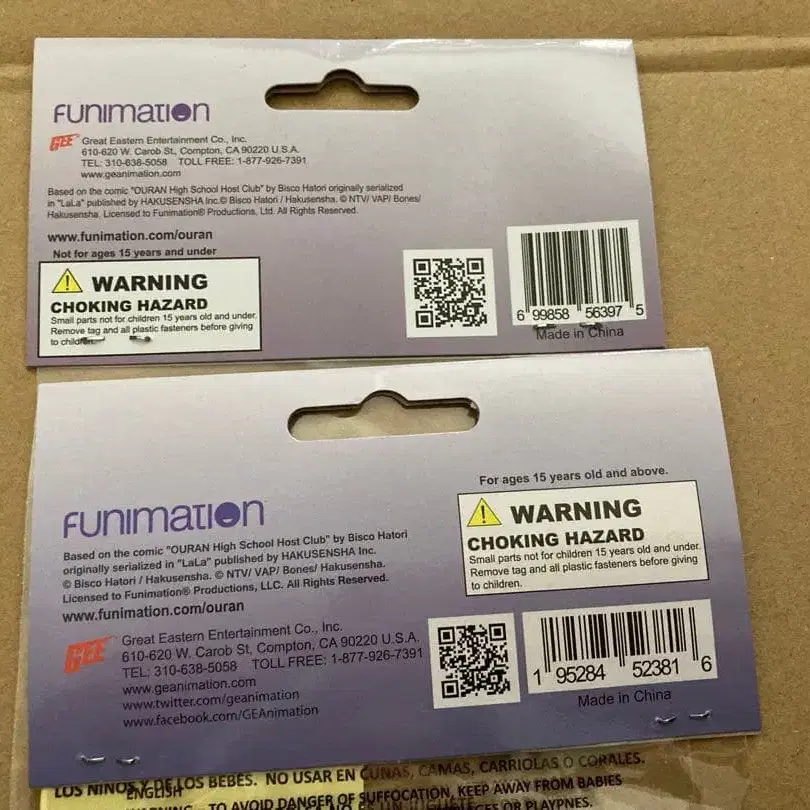 FUNIMATION
GEE Great Eastern Entertainment Co., Inc.
610-620 W. Carob St., Compton, CA 90220 U.S.A.
TEL: 310-638-5058 TOLL FREE: 1-877-926-7391
www.geanimation.com
Based on the comic "OURAN High School Host Club" by Bisco Hatori originally serialized
in "LaLa" published by HAKUSENSHA Inc.© Bisco Hatori / Hakusensha. © NTV/ VAP/ Bones/
Hakusensha. Licensed to Funimation® Productions, Ltd. All Rights Reserved.
www.funimation.com/ouran
Not for ages 15 years and under
WARNING
CHOKING HAZARD
Small parts not for children 15 years old and under.
Remove tag and all plastic fasteners before giving
to children.
6 99858 56397 5
Made in China
For ages 15 years old and above.
WARNING
CHOKING HAZARD
Small parts not for children 15 years old and under.
Remove tag and all plastic fasteners before giving
to children.
FUNIMATION
Based on the comic "OURAN High School Host Club" by Bisco Hatori
originally serialized in "LaLa" published by HAKUSENSHA Inc.
© Bisco Hatori / Hakusensha. © NTV/ VAP/ Bones/ Hakusensha.
Licensed to Funimation® Productions, LLC. All Rights Reserved.
www.funimation.com/ouran
GEE Great Eastern Entertainment Co., Inc.
610-620 W. Carob St, Compton, CA 90220 U.S.A.
TEL: 310-638-5058 TOLL FREE: 1-877-926-7391
www.geanimation.com
www.twitter.com/geanimation
www.facebook.com/GEAnimation
1 95284 52381 6
Made in China
LOS NIÑOS Y DE LOS BEBES. NO USAR EN CUNAS, CAMAS, CARRIOLAS O CORALES.
ENGLISH
TO AVOID DANGER OF SUFFOCATION, KEEP AWAY FROM BABIES
OR PLAYPNES.